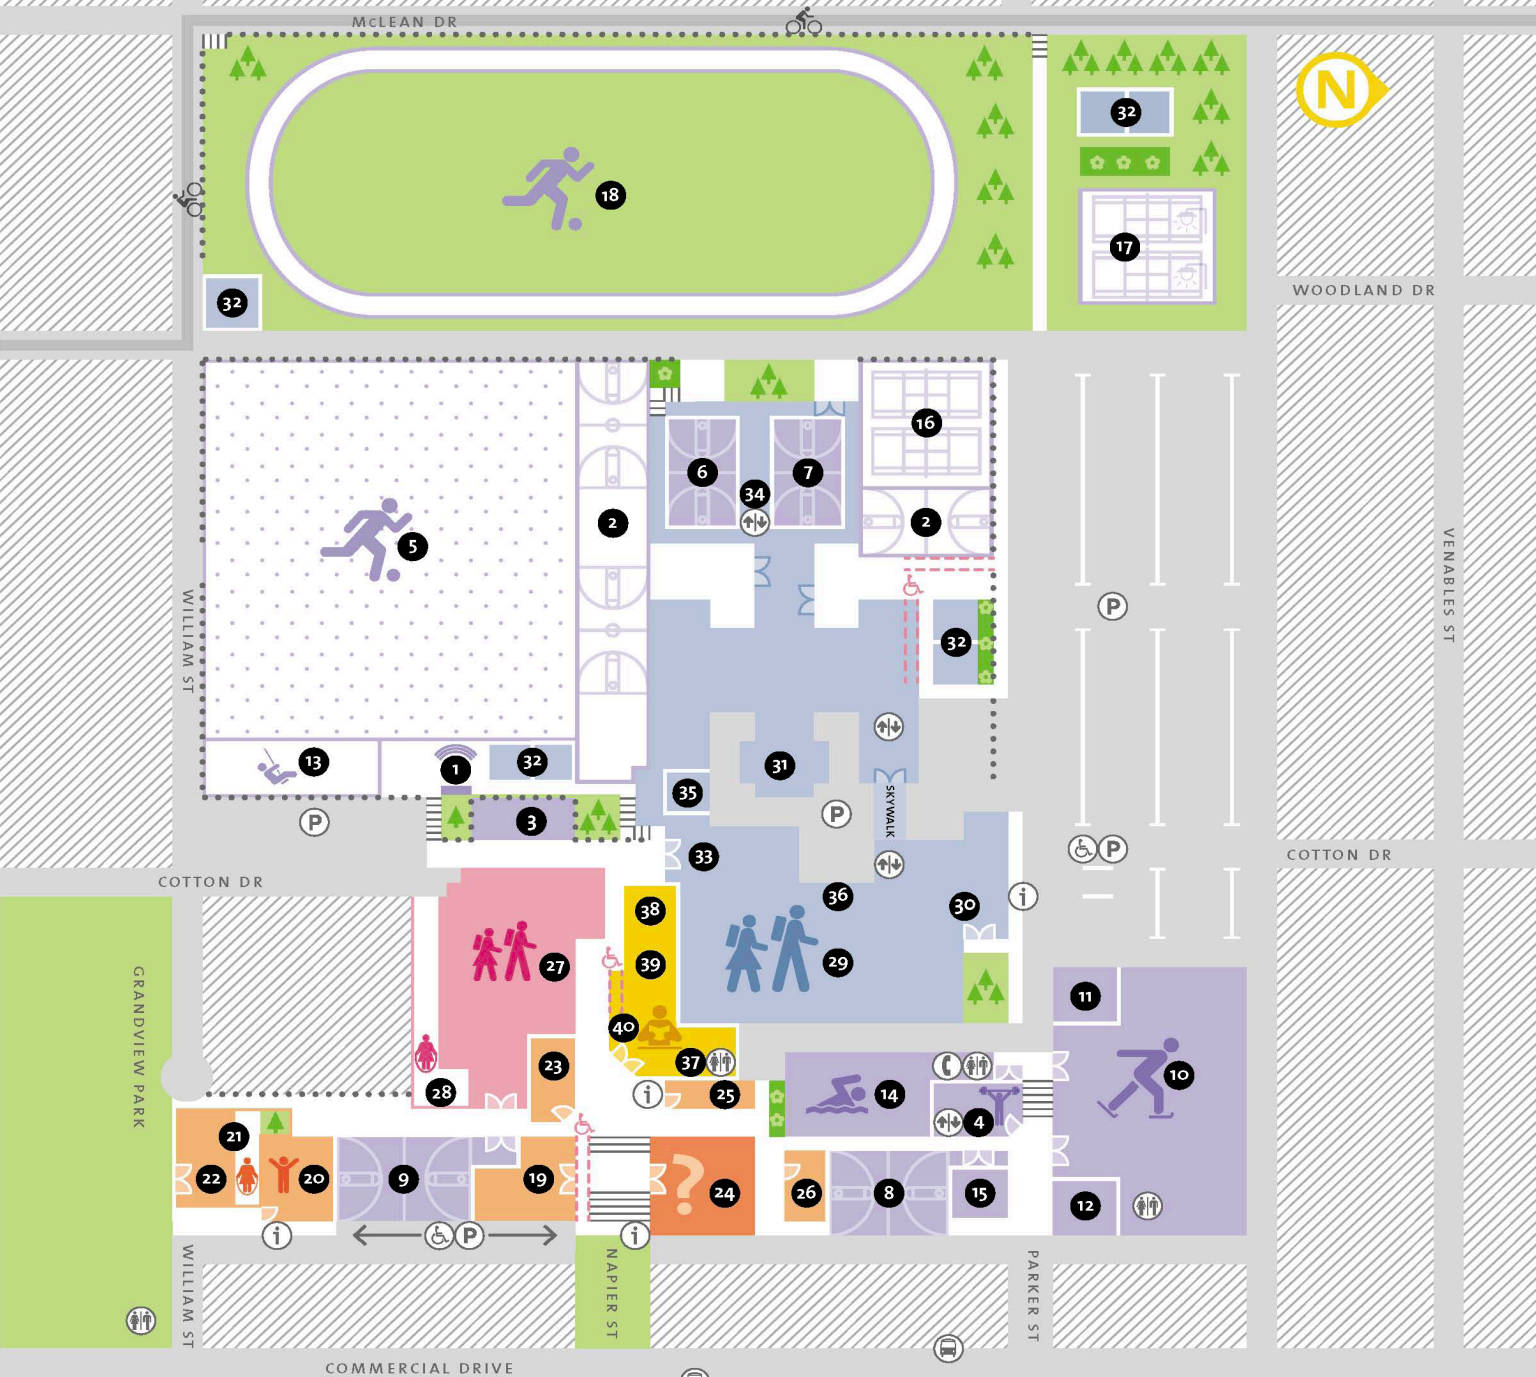 McLEAN DR
N
32
18
17
32
WOODLAND DR
16
6
7
34
2
2
5
VENABLES ST
P
WILLIAM ST
32
13
1
32
31
35
SKYWALK
P
3
P
33
P
COTTON DR
COTTON DR
36
i
30
38
27
39
29
GRANDVIEW PARK
11
40
23
37
10
28
i
25
14
4
21
22
20
9
19
24
26
8
15
12
i
P
i
WILLIAM ST
NAPIER ST
PARKER ST
COMMERCIAL DRIVE